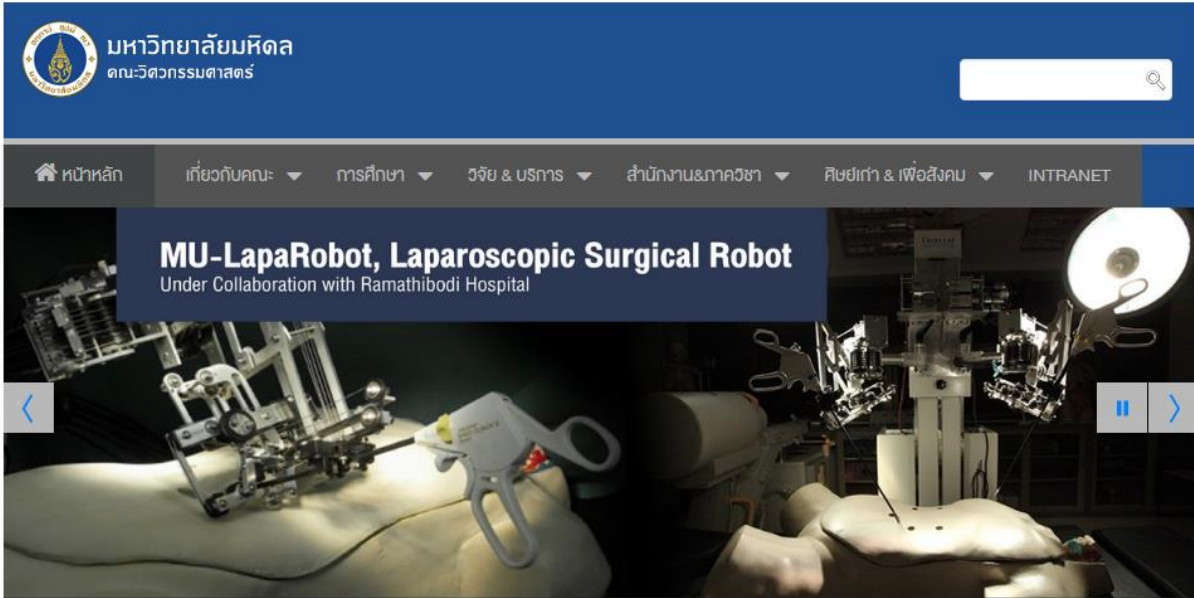 มหาวิทยาลัยมหิดล
คณะวิศวกรรมศาสตร์
หน้าหลัก
เกี่ยวกับคณะ
การศึกษา
วิจัย & บริการ
สำนักงาน&ภาควิชา
ศิษย์เก่า & เพื่อสังคม
INTRANET
MU-LapaRobot, Laparoscopic Surgical Robot
Under Collaboration with Ramathibodi Hospital